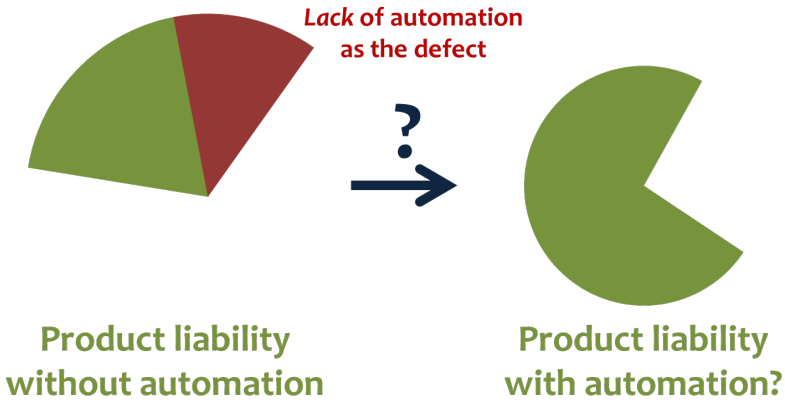 Lack of automation
as the defect
?
Product liability
without automation
Product liability
with automation?